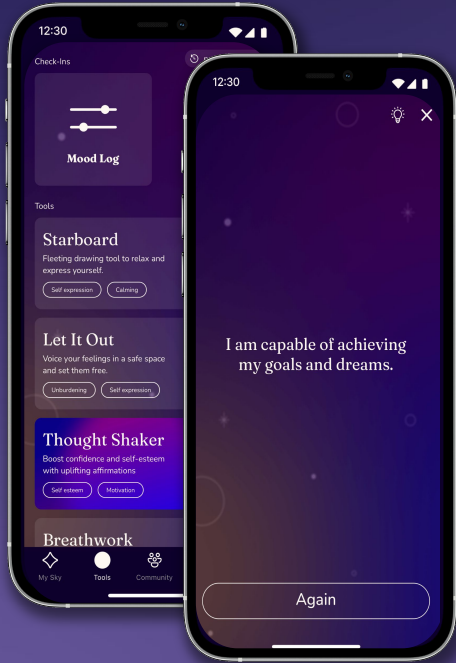 12:30
Check-Ins
Mood Log
Tools
Starboard
Fleeting drawing tool to relax and
express yourself.
Self expression
Calming
Let It Out
Voice your feelings in a safe space
and set them free.
Unburdening
Self expression
Thought Shaker
Boost confidence and self-esteem
with uplifting affirmations
Self esteem
Motivation
Breathwork
My Sky
Tools
Community
12:30
I am capable of achieving
my goals and dreams.
Again